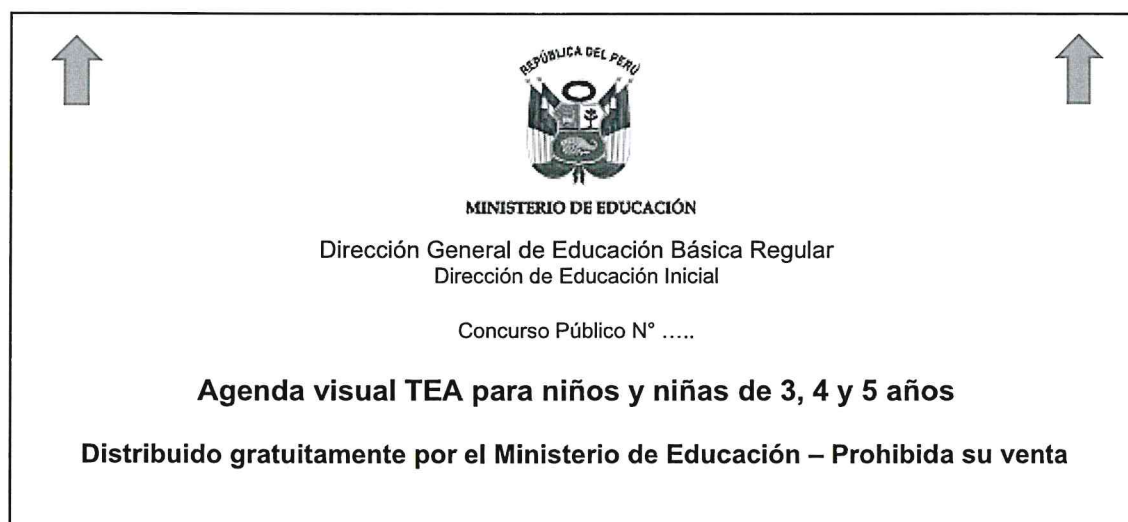 REPÚBLICA DEL PERÚ
MINISTERIO DE EDUCACIÓN
Dirección General de Educación Básica Regular
Dirección de Educación Inicial
Concurso Público N° .....
Agenda visual TEA para niños y niñas de 3, 4 y 5 años
Distribuido gratuitamente por el Ministerio de Educación – Prohibida su venta